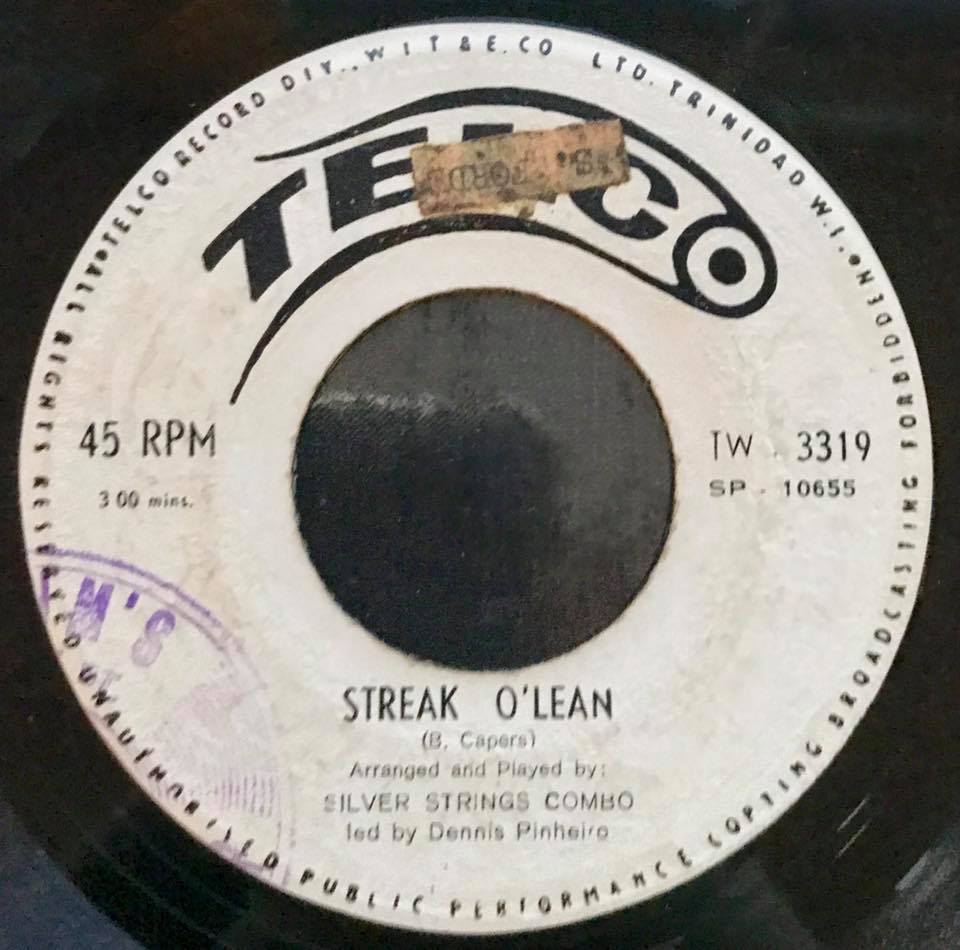 TELCO RECORD DIV., W I T & E. CO LTD. TRINIDAD W.I. • HIDDEN FORBIDDEN BROADCASTING COPYING PERFORMANCE PUBLIC UNAUTHORISED RESERVED RIGHTS ALL
TELCO
45 RPM
3 00 mins.
TW . 3319
SP - 10655
M'S
STREAK O'LEAN
(B. Capers)
Arranged and Played by:
SILVER STRINGS COMBO
led by Dennis Pinheiro